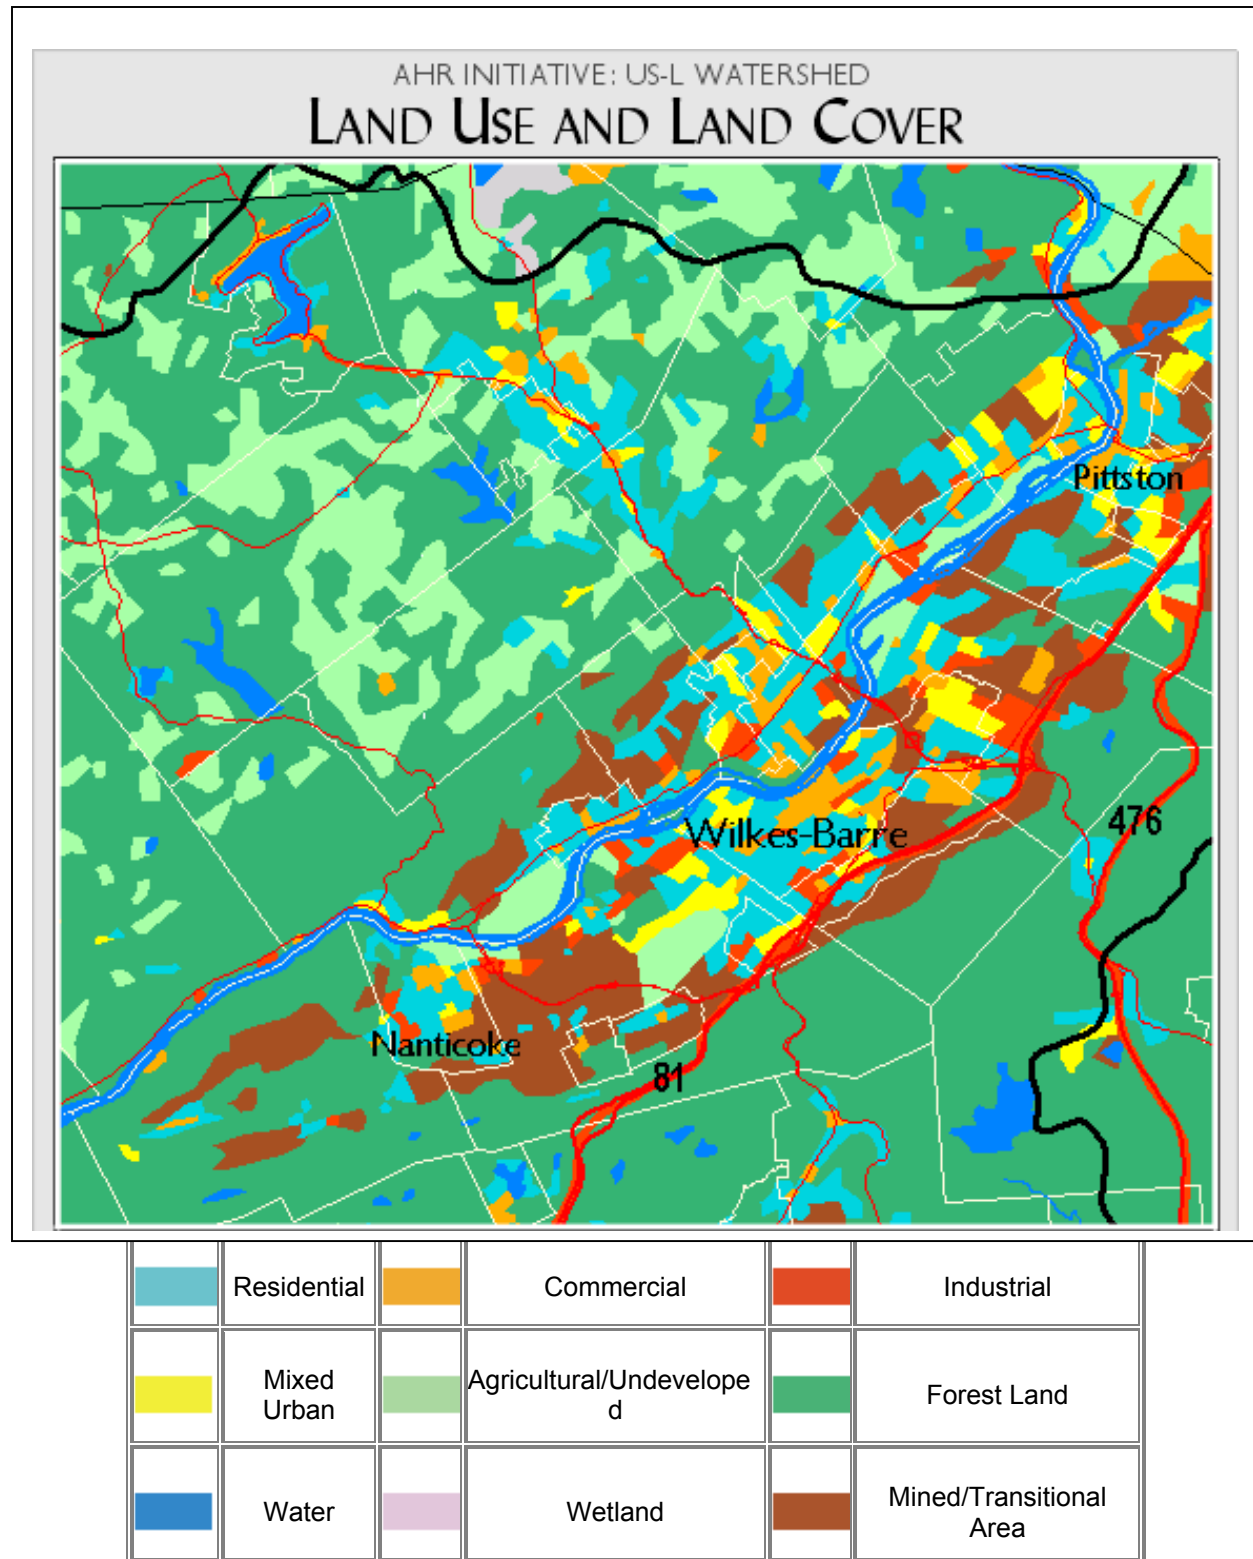 AHR INITIATIVE: US-L WATERSHED
LAND USE AND LAND COVER
Pittston
476
Wilkes-Barre
Nanticoke
81
Residential
Commercial
Industrial
Mixed
Urban
Agricultural/Undevelope
d
Forest Land
Water
Wetland
Mined/Transitional
Area